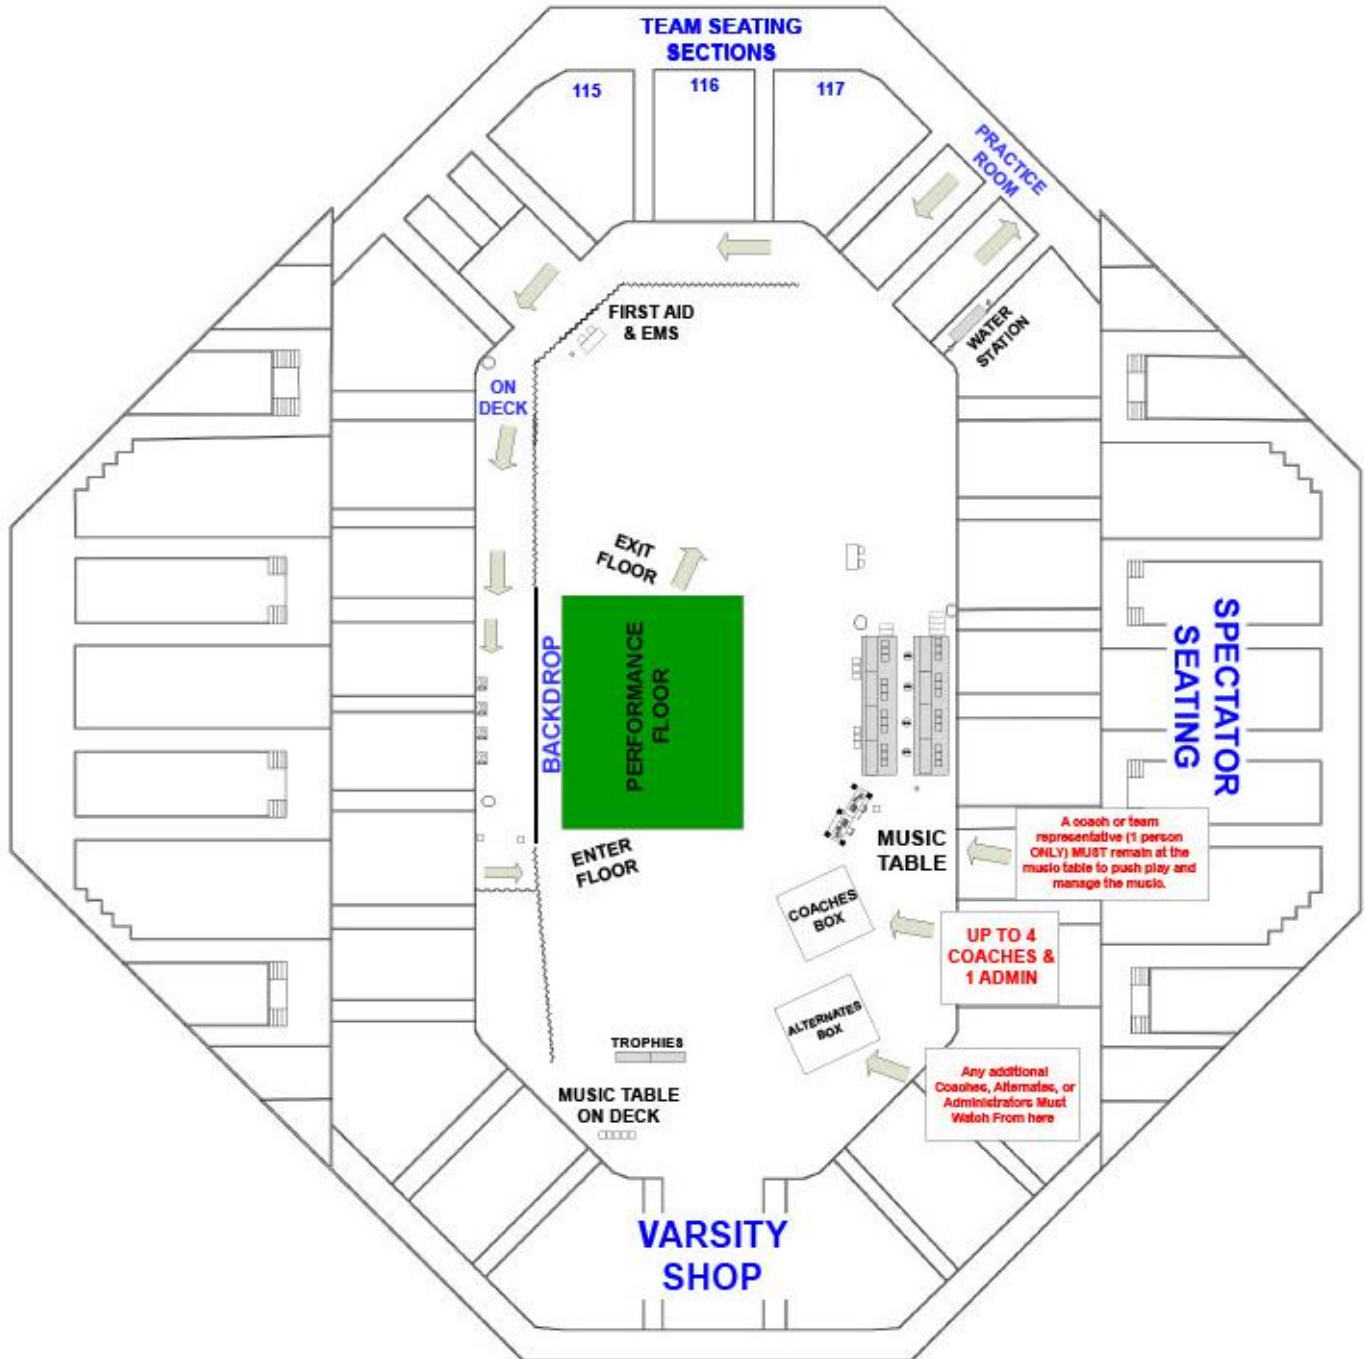 TEAM SEATING
SECTIONS
115
116
117
PRACTICE
ROOM
FIRST AID
& EMS
WATER
STATION
ON
DECK
EXIT
FLOOR
BACKDROP
PERFORMANCE
FLOOR
SPECTATOR
SEATING
ENTER
FLOOR
MUSIC
TABLE
A coach or team
representative (1 person
ONLY) MUST remain at the
music table to push play and
manage the music.
COACHES
BOX
UP TO 4
COACHES &
1 ADMIN
ALTERNATES
BOX
TROPHIES
Any additional
Coaches, Alternates, or
Administrators Must
Watch From here
MUSIC TABLE
ON DECK
VARSITY
SHOP